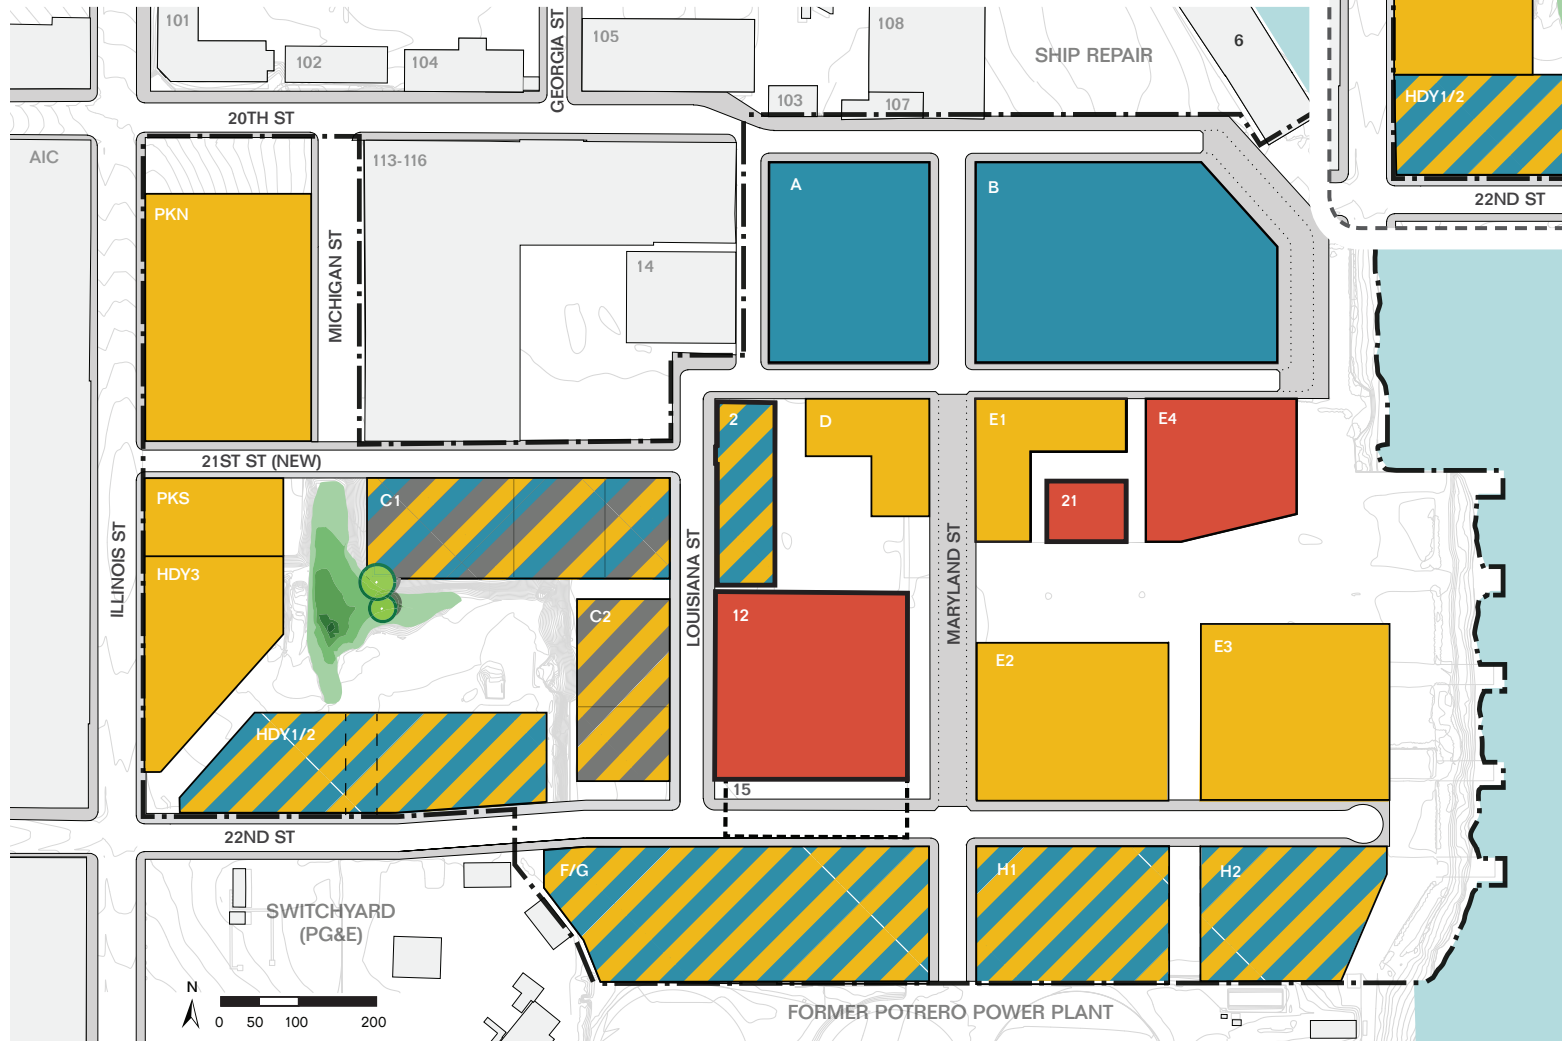 101
102
104
GEORGIA ST
105
108
SHIP REPAIR
6
103
107
HDY1/2
20TH ST
22ND ST
AIC
113-116
14
PKN
MICHIGAN ST
A
B
21ST ST (NEW)
2
D
E1
E4
PKS
C1
21
ILLINOIS ST
LOUISIANA ST
MARYLAND ST
HDY3
C2
12
E2
E3
HDY1/2
15
22ND ST
F/G
H1
H2
SWITCHYARD
(PG&E)
N
0 50 100 200
FORMER POTRERO POWER PLANT